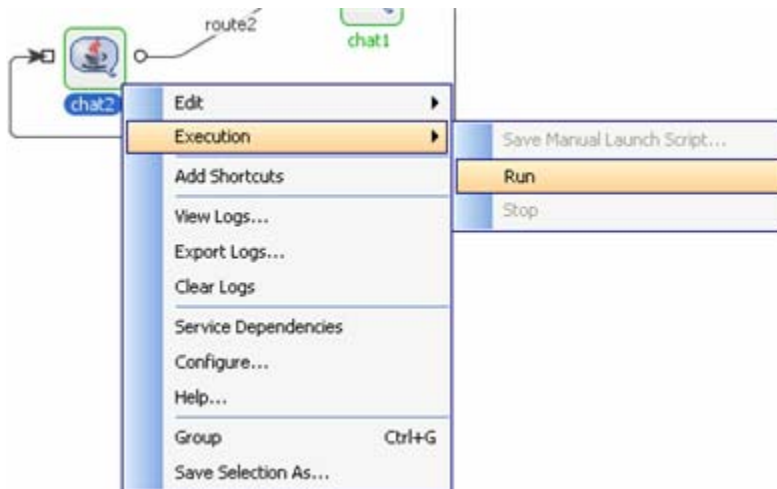 route2
chat1
chat2
Edit
Execution
Add Shortcuts
View Logs...
Export Logs...
Clear Logs
Service Dependencies
Configure...
Help...
Group Ctrl+G
Save Selection As...
Save Manual Launch Script...
Run
Stop